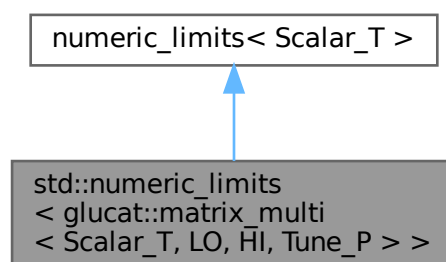 numeric_limits< Scalar_T >
std::numeric_limits
< glucat::matrix_multi
< Scalar_T, LO, HI, Tune_P > >